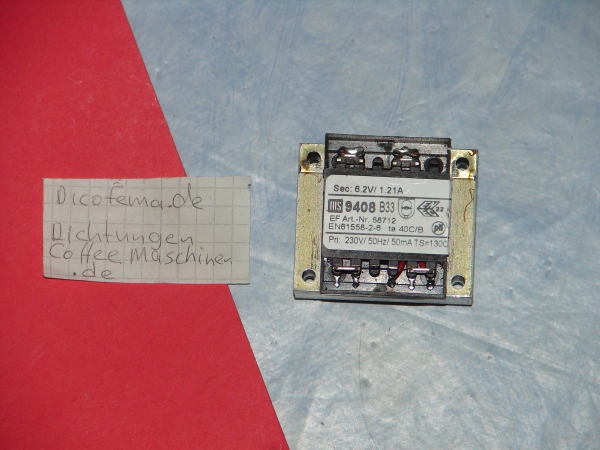 Dicofema.de
Dichtungen
Coffee Maschinen
.de
Sec: 6.2V/ 1.21A
9408 B33
EF Art.-Nr. 58712
EN61558-2-6 ta 40C/B
Pri: 230V/ 50Hz/ 50mA TS=130C